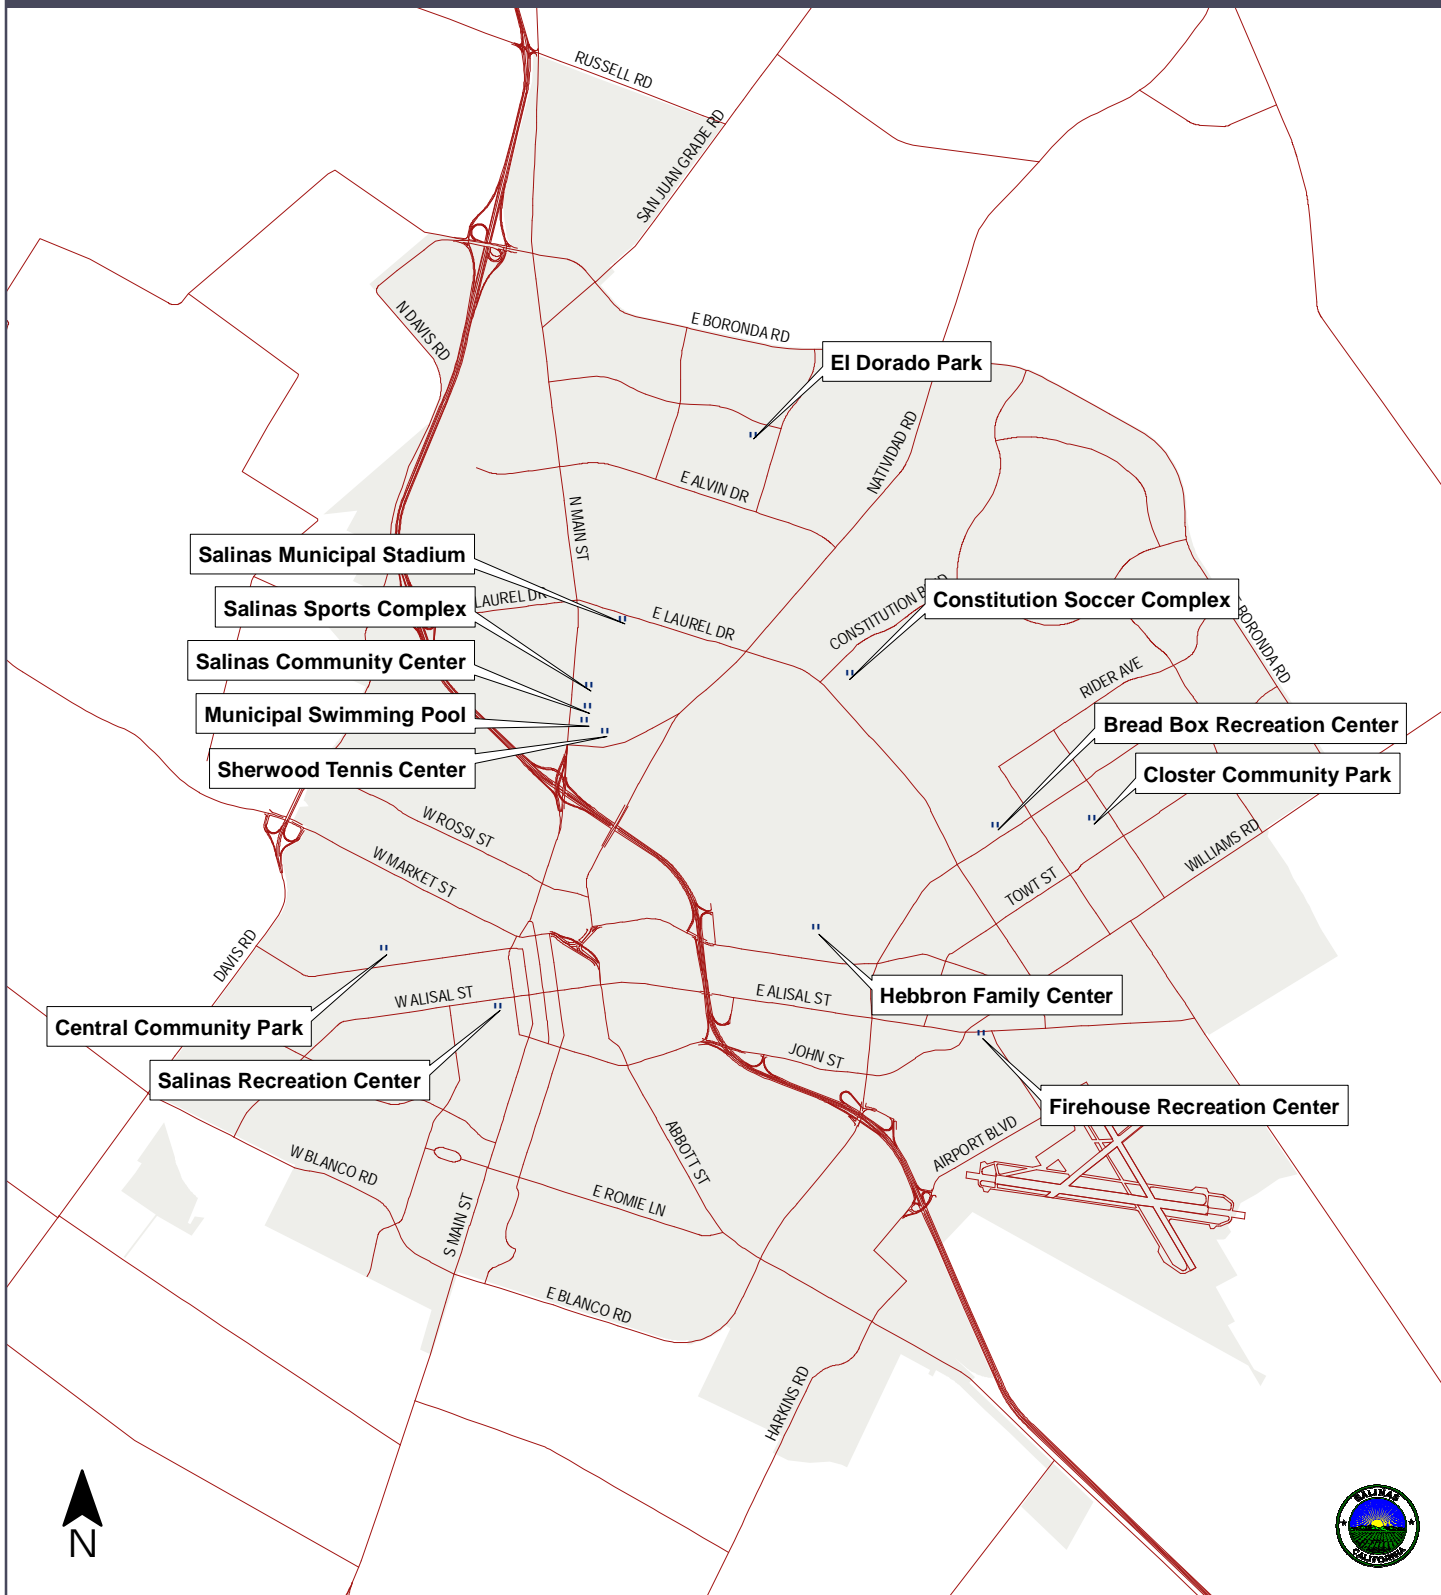 RUSSELL RD
SAN JUAN GRADE RD
N DAVIS RD
E BORONDA RD
El Dorado Park
NATIVIDAD RD
E ALVIN DR
N MAIN ST
Salinas Municipal Stadium
LAUREL DR
Salinas Sports Complex
E LAUREL DR
CONSTITUTION BLVD
Constitution Soccer Complex
E BORONDA RD
Salinas Community Center
RIDER AVE
Municipal Swimming Pool
Bread Box Recreation Center
Sherwood Tennis Center
Closter Community Park
W ROSSI ST
W MARKET ST
WILLIAMS RD
TOWT ST
DAVIS RD
W ALISAL ST
E ALISAL ST
Hebbron Family Center
Central Community Park
JOHN ST
Salinas Recreation Center
Firehouse Recreation Center
ABBOTT ST
AIRPORT BLVD
W BLANCO RD
E ROMIE LN
S MAIN ST
E BLANCO RD
HARKINS RD
N
SALINAS
CALIFORNIA